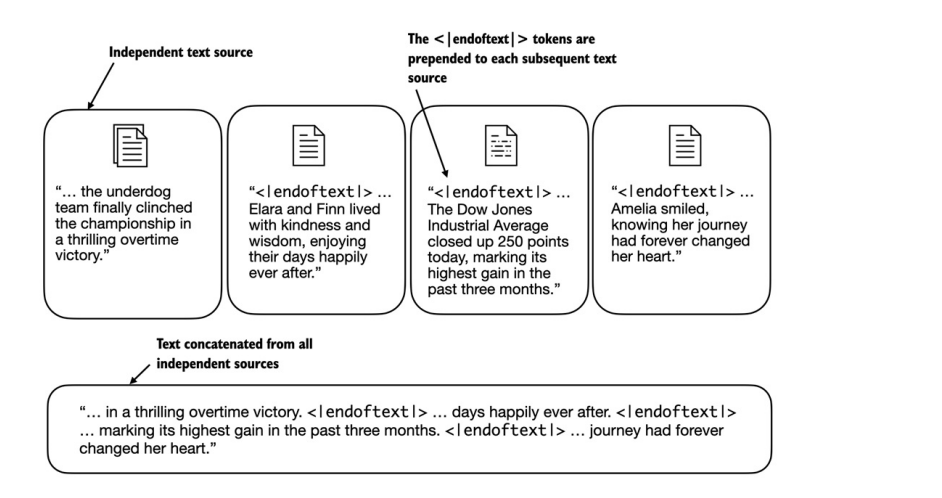 Independent text source
The <|endoftext|> tokens are
prepended to each subsequent text
source
“… the underdog
team finally clinched
the championship in
a thrilling overtime
victory.”
“<|endoftext|> …
Elara and Finn lived
with kindness and
wisdom, enjoying
their days happily
ever after.”
“<|endoftext|> …
The Dow Jones
Industrial Average
closed up 250 points
today, marking its
highest gain in the
past three months.”
“<|endoftext|> …
Amelia smiled,
knowing her journey
had forever changed
her heart.”
Text concatenated from all
independent sources
“… in a thrilling overtime victory. <|endoftext|> … days happily ever after. <|endoftext|>
… marking its highest gain in the past three months. <|endoftext|> … journey had forever
changed her heart.”